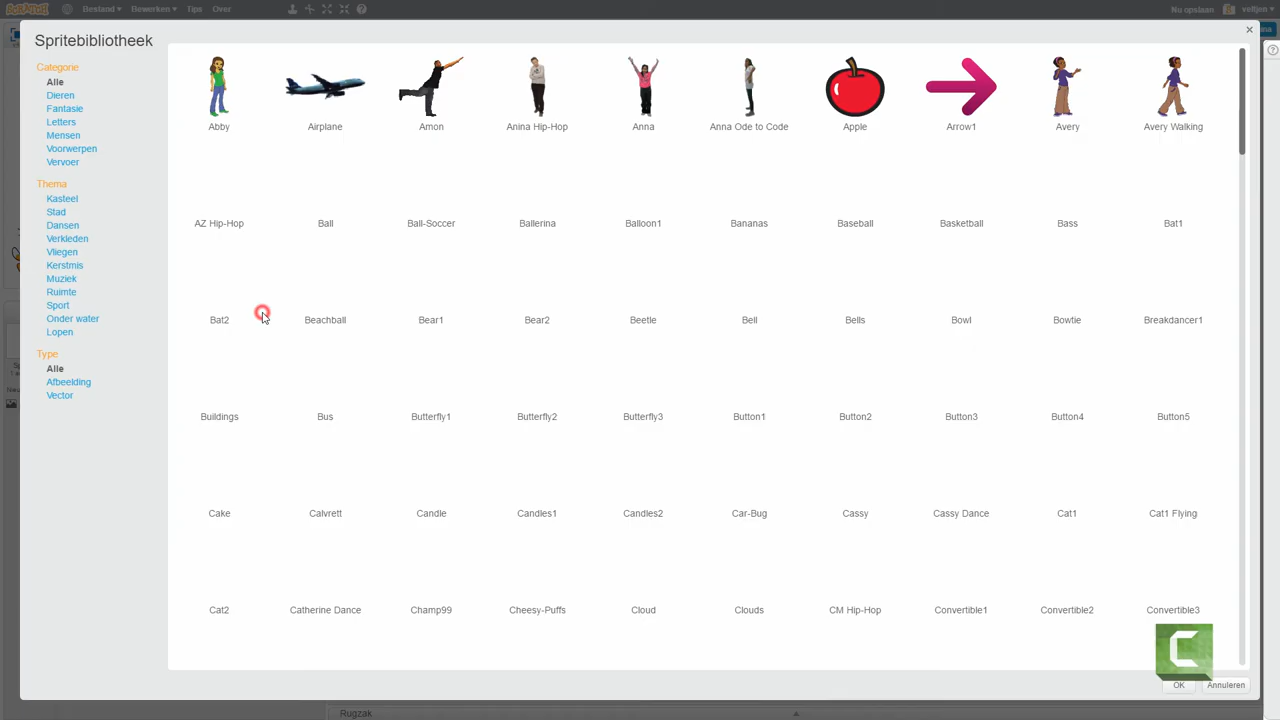 SCRATCH Bestand Bewerken Tips Over Nu opslaan
Spritebibliotheek
Categorie
Alle
Dieren
Fantasie
Letters
Mensen
Voorwerpen
Vervoer
Thema
Kasteel
Stad
Dansen
Verkleden
Vliegen
Kerstmis
Muziek
Ruimte
Sport
Onder water
Lopen
Type
Alle
Afbeelding
Vector
Abby Airplane Amon Anina Hip-Hop Anna Anna Ode to Code Apple Arrow1 Avery Avery Walking
AZ Hip-Hop Ball Ball-Soccer Ballerina Balloon1 Bananas Baseball Basketball Bass Bat1
Bat2 Beachball Bear1 Bear2 Beetle Bell Bells Bowl Bowtie Breakdancer1
Buildings Bus Butterfly1 Butterfly2 Butterfly3 Button1 Button2 Button3 Button4 Button5
Cake Calvrett Candle Candles1 Candles2 Car-Bug Cassy Cassy Dance Cat1 Cat1 Flying
Cat2 Catherine Dance Champ99 Cheesy-Puffs Cloud Clouds CM Hip-Hop Convertible1 Convertible2 Convertible3
C
OK Annuleren
Rugzak